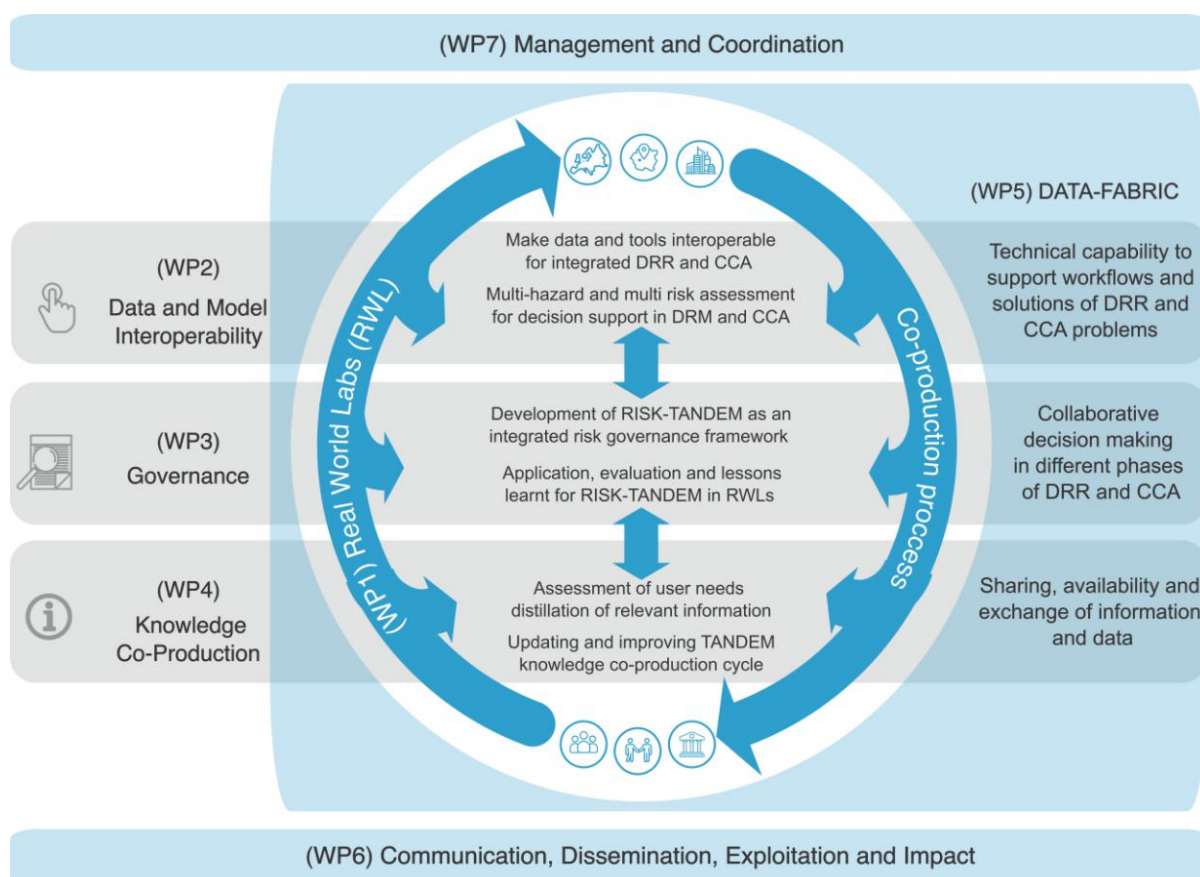 (WP7) Management and Coordination
(WP5) DATA-FABRIC
(WP2)
Data and Model
Interoperability
(WP1) Real World Labs (RWL)
Make data and tools interoperable
for integrated DRR and CCA
Multi-hazard and multi risk assessment
for decision support in DRM and CCA
Co-production proccess
Technical capability to
support workflows and
solutions of DRR and
CCA problems
(WP3)
Governance
Development of RISK-TANDEM as an
integrated risk governance framework
Application, evaluation and lessons
learnt for RISK-TANDEM in RWLs
Collaborative
decision making
in different phases
of DRR and CCA
(WP4)
Knowledge
Co-Production
Assessment of user needs
distillation of relevant information
Updating and improving TANDEM
knowledge co-production cycle
Sharing, availability and
exchange of information
and data
(WP6) Communication, Dissemination, Exploitation and Impact